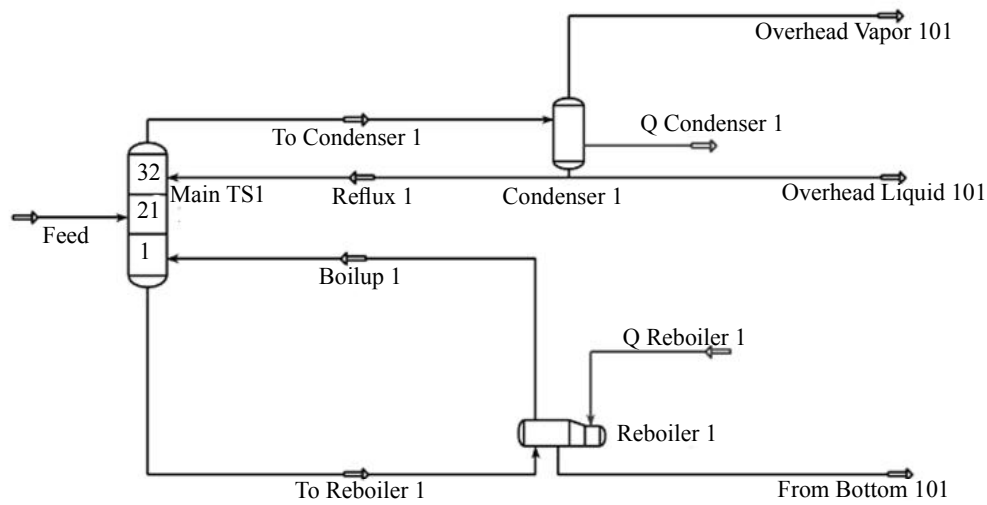 Overhead Vapor 101
To Condenser 1
Q Condenser 1
32
Main TS1
Reflux 1
Condenser 1
Overhead Liquid 101
21
Feed
1
Boilup 1
Q Reboiler 1
Reboiler 1
To Reboiler 1
From Bottom 101